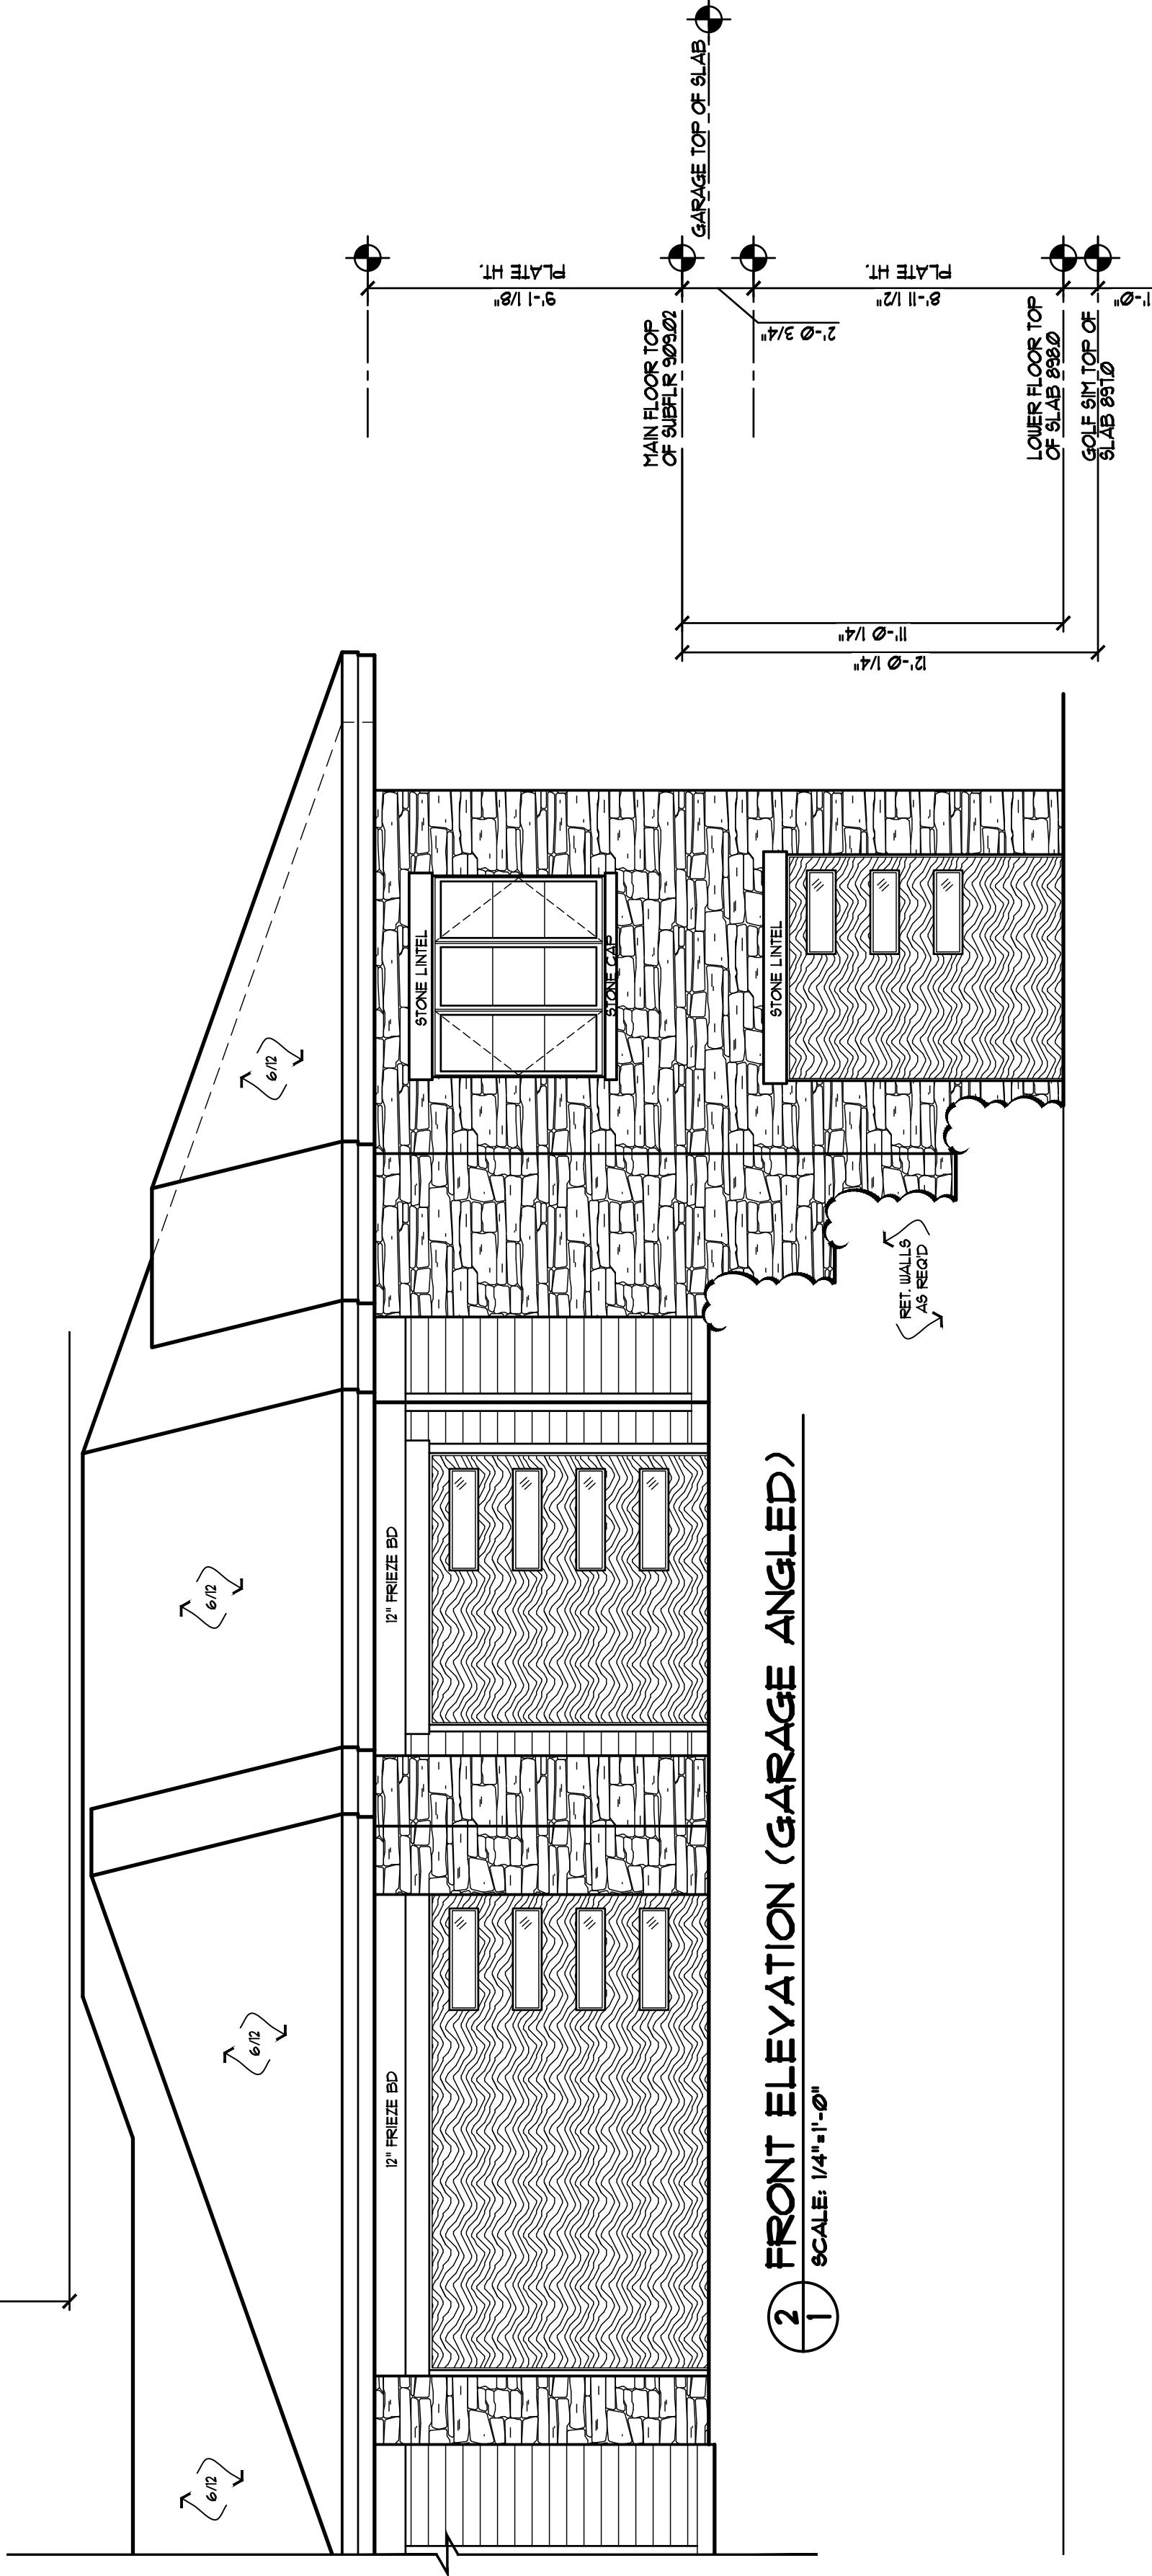 6/12
6/12
6/12
6/12
12" FRIEZE BD
12" FRIEZE BD
STONE LINTEL
STONE CAP
STONE LINTEL
RET. WALLS
AS REQ'D
9'-1 1/8"
PLATE HT.
MAIN FLOOR TOP
OF SUBFLR 909.02
GARAGE TOP OF SLAB
2'-0 3/4"
8'-11 1/2"
PLATE HT.
11'-0 1/4"
12'-0 1/4"
LOWER FLOOR TOP
OF SLAB 898.0
GOLF SIM TOP OF
SLAB 897.0
1'-0"
2
1
FRONT ELEVATION (GARAGE ANGLED)
SCALE: 1/4"=1'-0"